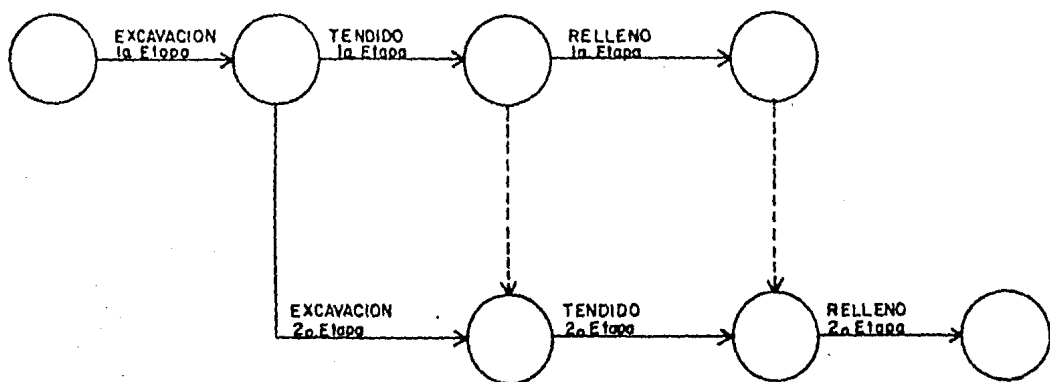 EXCAVACION
1a Etapa
TENDIDO
1a Etapa
RELLENO
1a Etapa
EXCAVACION
2a Etapa
TENDIDO
2a Etapa
RELLENO
2a Etapa